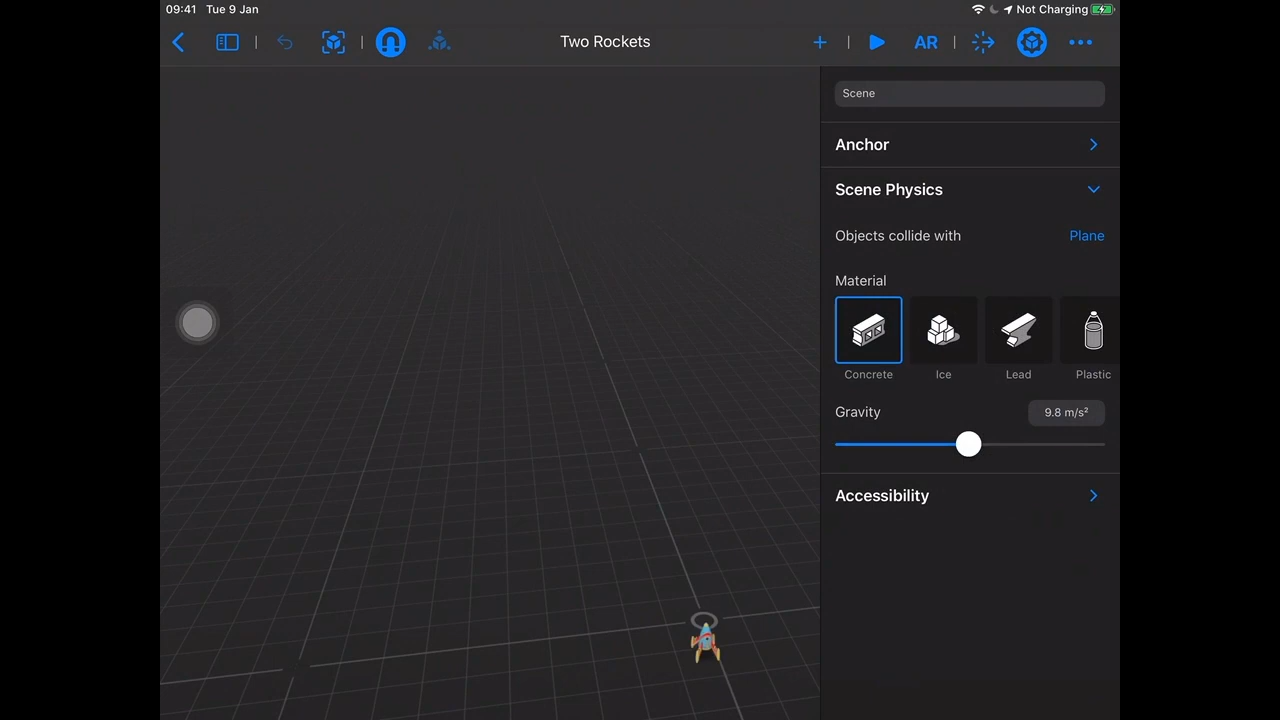 09:41 Tue 9 Jan
Not Charging
Two Rockets
AR
Scene
Anchor
Scene Physics
Objects collide with Plane
Material
Concrete Ice Lead Plastic
Gravity 9.8 m/s²
Accessibility